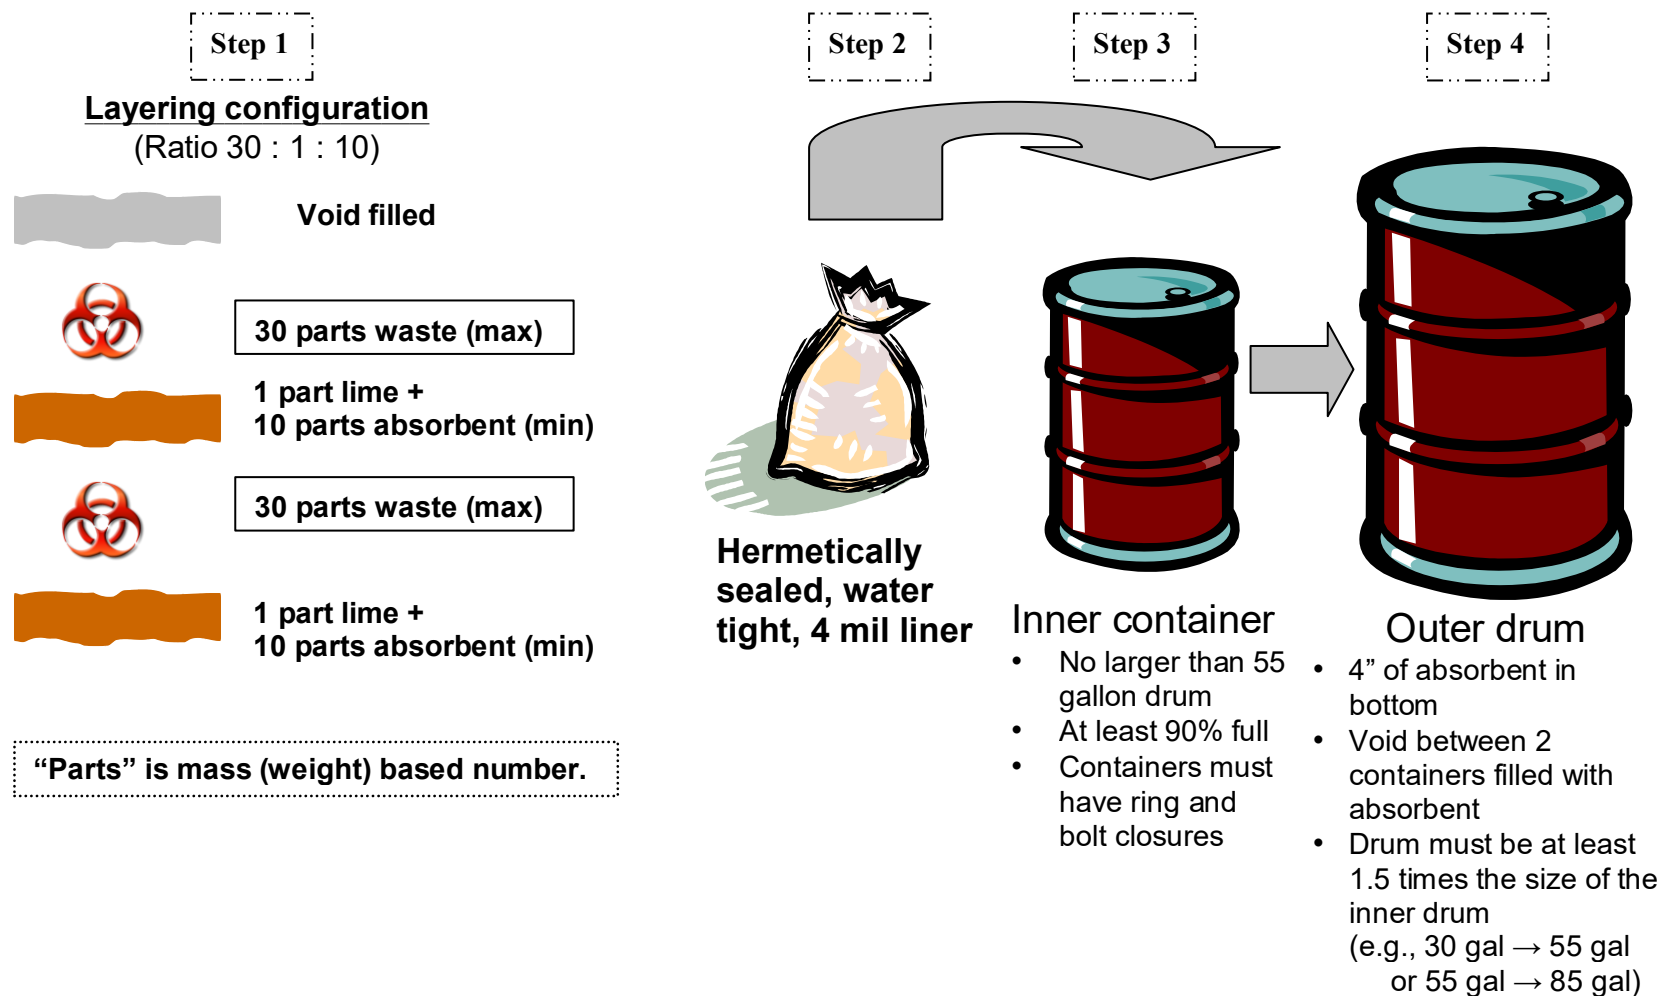 Step 1
Layering configuration
(Ratio 30 : 1 : 10)
Void filled
30 parts waste (max)
1 part lime +
10 parts absorbent (min)
30 parts waste (max)
1 part lime +
10 parts absorbent (min)
“Parts” is mass (weight) based number.
Step 2
Hermetically
sealed, water
tight, 4 mil liner
Step 3
Inner container
• No larger than 55
gallon drum
• At least 90% full
• Containers must
have ring and
bolt closures
Step 4
Outer drum
• 4” of absorbent in
bottom
• Void between 2
containers filled with
absorbent
• Drum must be at least
1.5 times the size of the
inner drum
(e.g., 30 gal → 55 gal
or 55 gal → 85 gal)